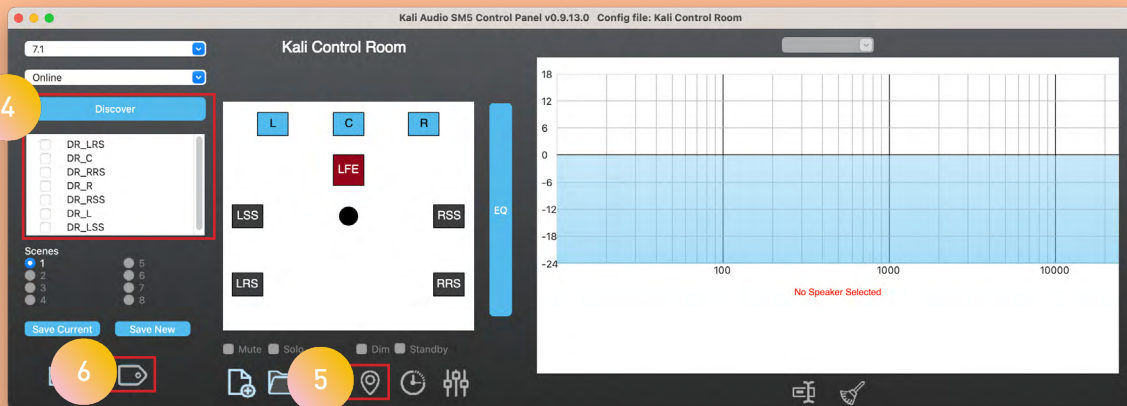 Kali Audio SM5 Control Panel v0.9.13.0 Config file: Kali Control Room
7.1
Kali Control Room
Online
4
Discover
DR_LRS
DR_C
DR_RRS
DR_R
DR_RSS
DR_L
DR_LSS
Scenes
1 5
2 6
3 7
4 8
Save Current Save New
6
L C R
LFE
LSS RSS
LRS RRS
EQ
Mute Solo Dim Standby
5
18
12
6
0
-6
-12
-18
-24
100 1000 10000
No Speaker Selected